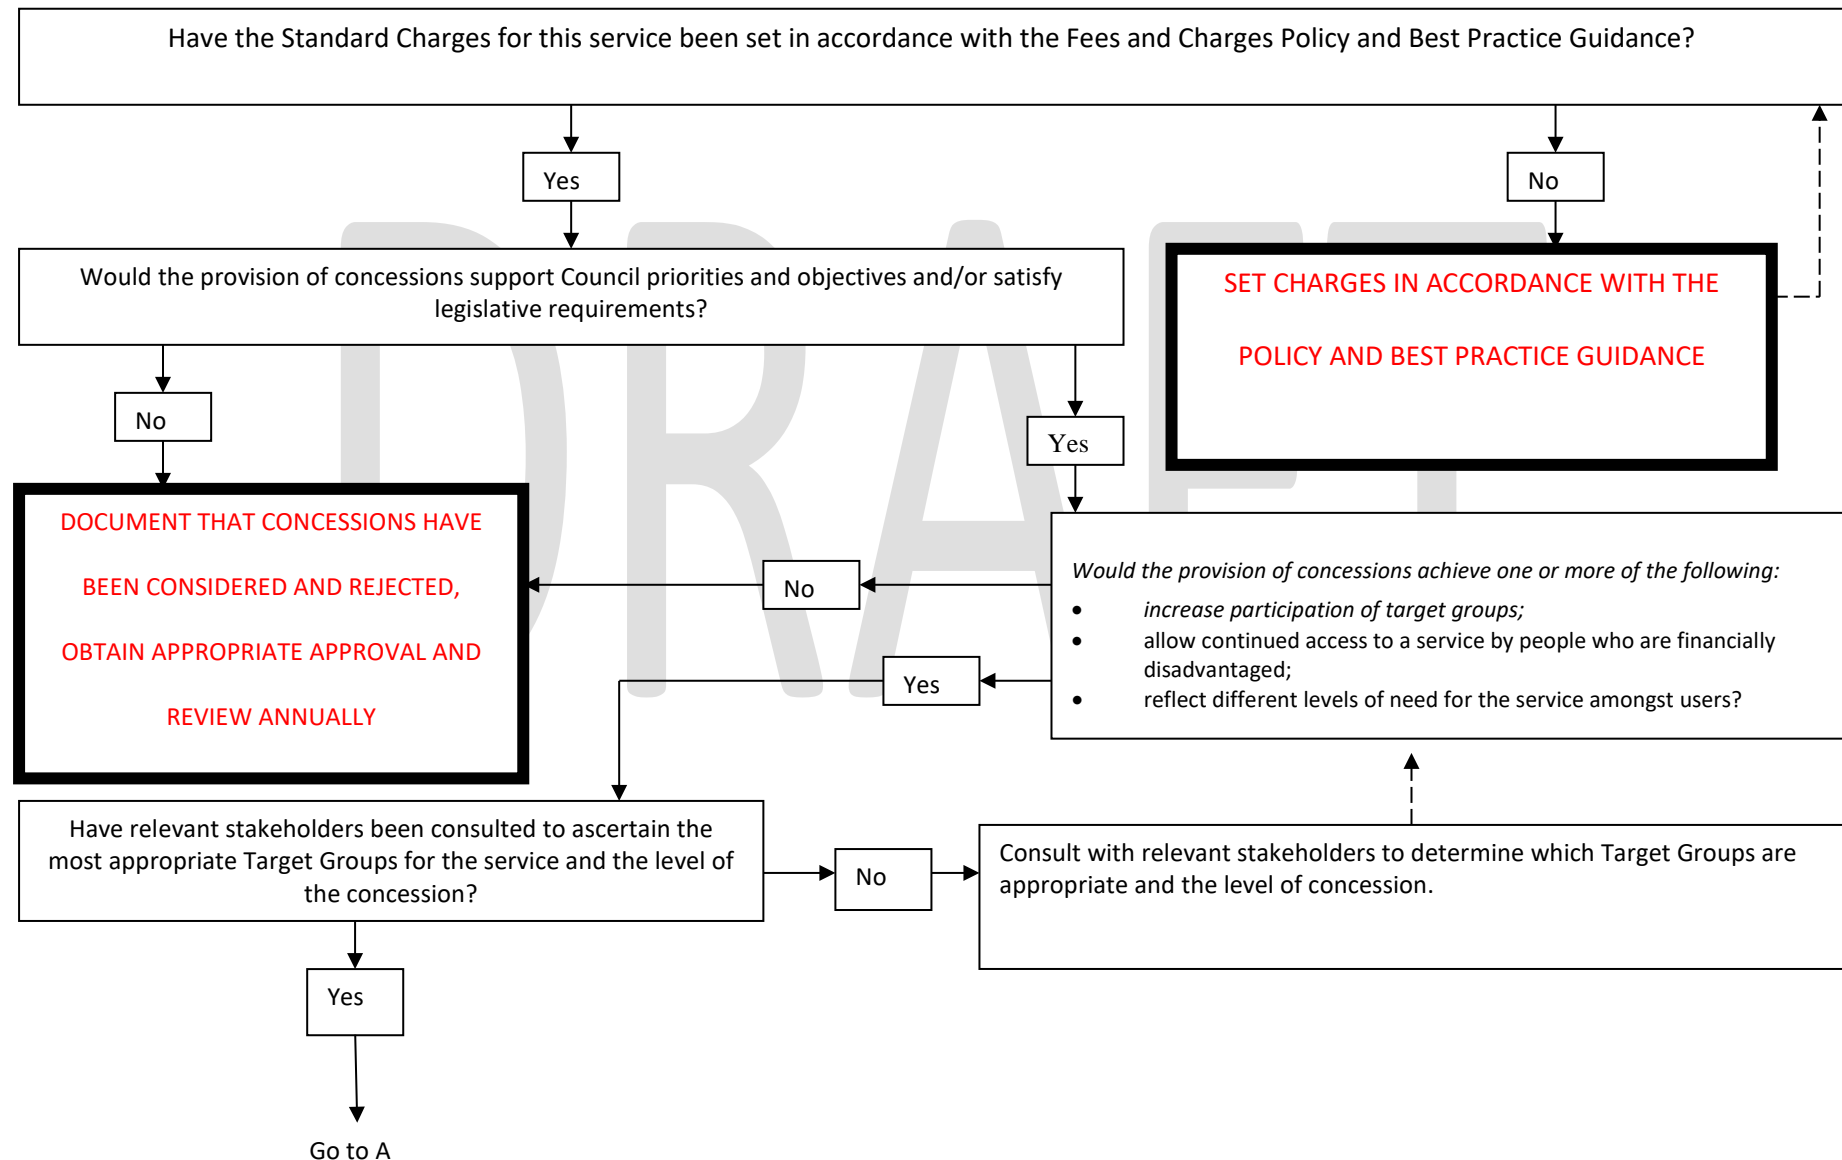 Have the Standard Charges for this service been set in accordance with the Fees and Charges Policy and Best Practice Guidance?
Yes
No
Would the provision of concessions support Council priorities and objectives and/or satisfy
legislative requirements?
SET CHARGES IN ACCORDANCE WITH THE
POLICY AND BEST PRACTICE GUIDANCE
No
Yes
DOCUMENT THAT CONCESSIONS HAVE
BEEN CONSIDERED AND REJECTED,
OBTAIN APPROPRIATE APPROVAL AND
REVIEW ANNUALLY
No
Would the provision of concessions achieve one or more of the following:
• increase participation of target groups;
• allow continued access to a service by people who are financially
disadvantaged;
• reflect different levels of need for the service amongst users?
Yes
Have relevant stakeholders been consulted to ascertain the
most appropriate Target Groups for the service and the level of
the concession?
No
Consult with relevant stakeholders to determine which Target Groups are
appropriate and the level of concession.
Yes
Go to A
DRAFT